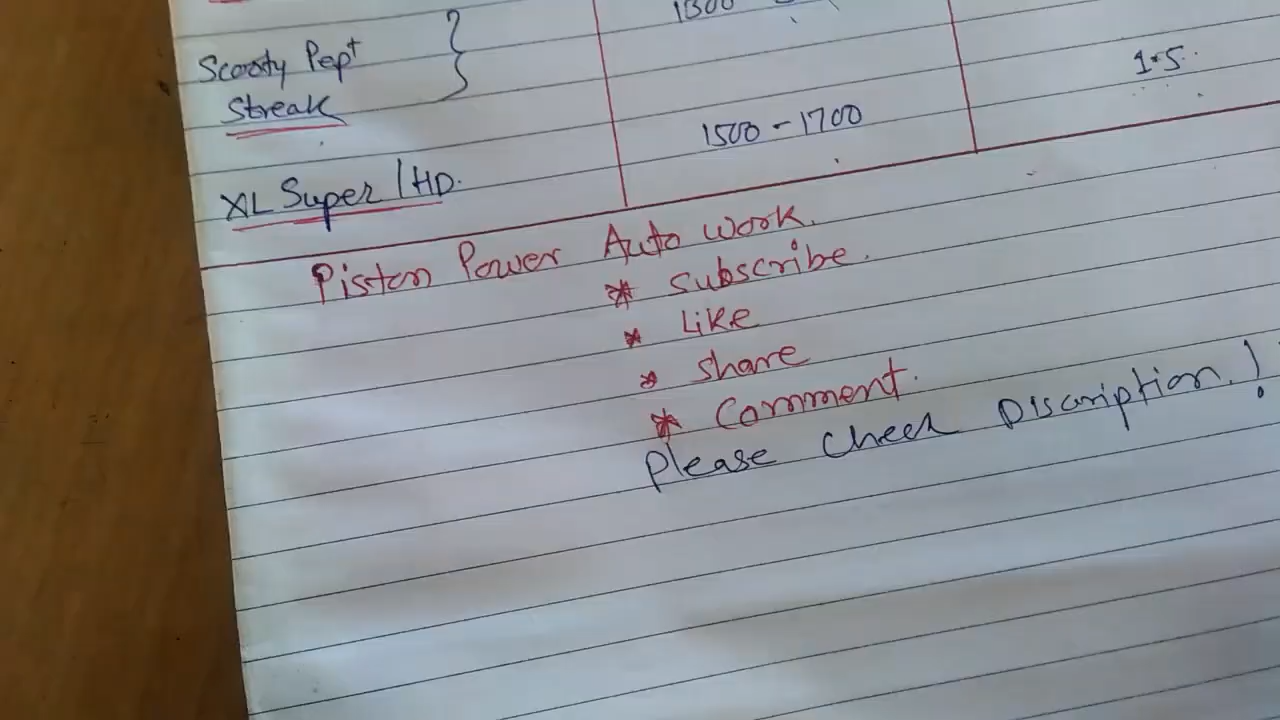 1300
Scooty Pep+
Streak
1.5.
XL Super / HD. 1500 - 1700
Piston Power Auto work.
* Subscribe.
* Like
* Share
* Comment.
Please Check Discription.!